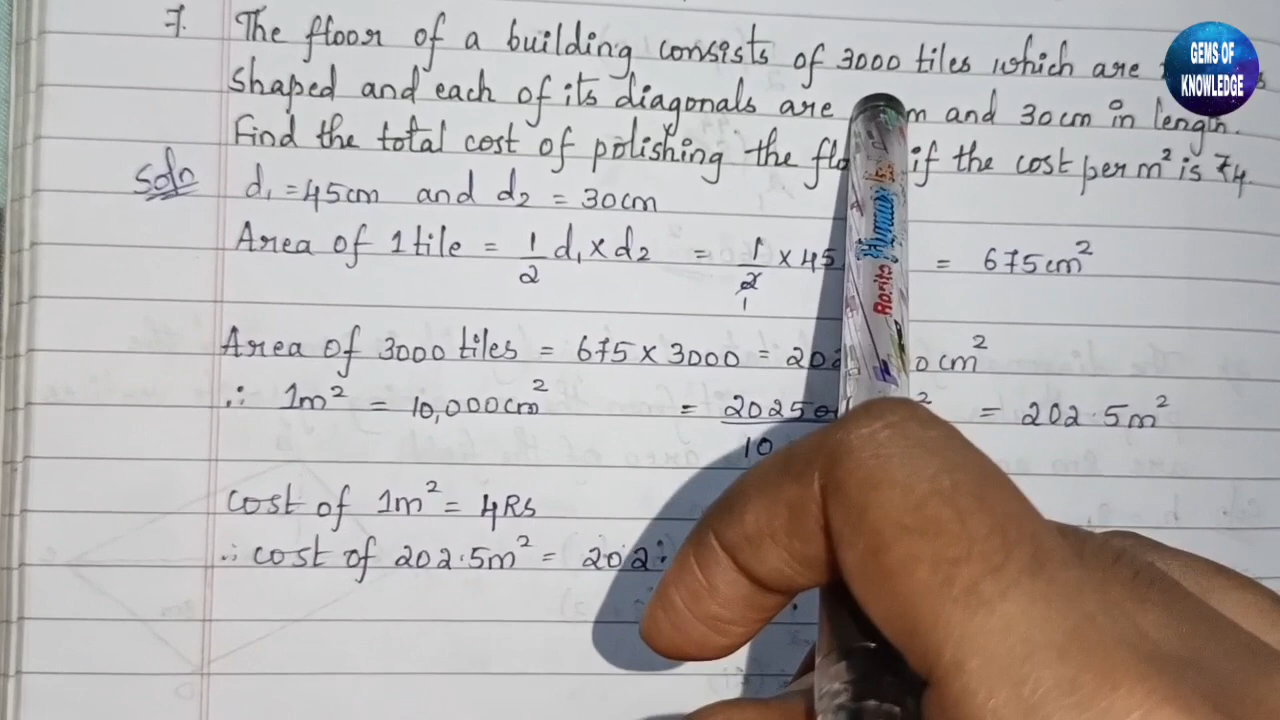 7. The floor of a building consists of 3000 tiles which are
shaped and each of its diagonals are m and 30cm in length.
Find the total cost of polishing the if the cost per m² is ₹4.
Soln d₁ = 45cm and d₂ = 30cm
Area of 1 tile = 1/2 d₁ × d₂ = 1/2 × 45 = 675cm²
Area of 3000 tiles = 675 × 3000 = cm²
∴ 1m² = 10,000cm² = = 202.5m²
cost of 1m² = 4Rs
∴ cost of 202.5m² = 202.
GEMS OF
KNOWLEDGE